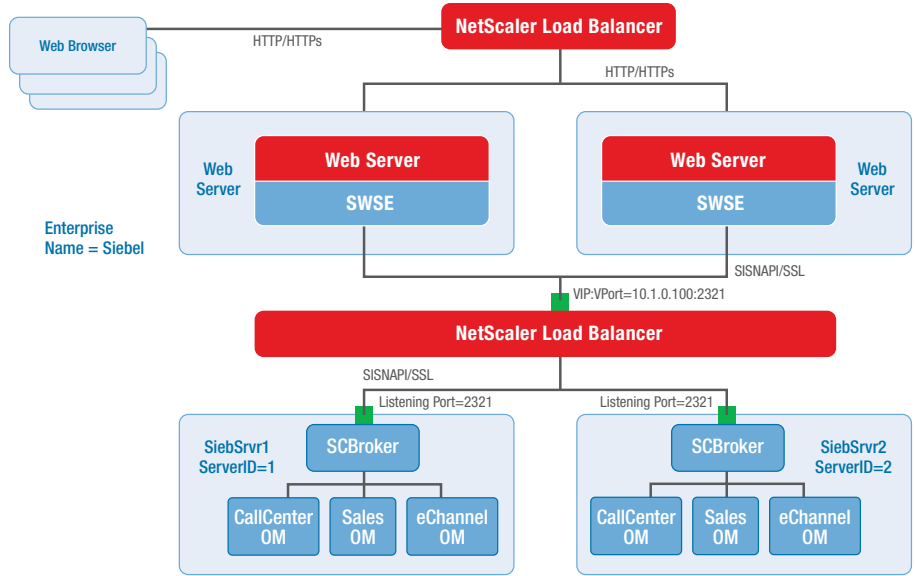 NetScaler Load Balancer
Web Browser
HTTP/HTTPs
HTTP/HTTPs
Web
Server
Web Server
SWSE
Web Server
SWSE
Web
Server
Enterprise
Name = Siebel
SISNAPI/SSL
VIP:VPort=10.1.0.100:2321
NetScaler Load Balancer
SISNAPI/SSL
Listening Port=2321
Listening Port=2321
SiebSrvr1
ServerID=1
SCBroker
CallCenter
OM
Sales
OM
eChannel
OM
SCBroker
SiebSrvr2
ServerID=2
CallCenter
OM
Sales
OM
eChannel
OM